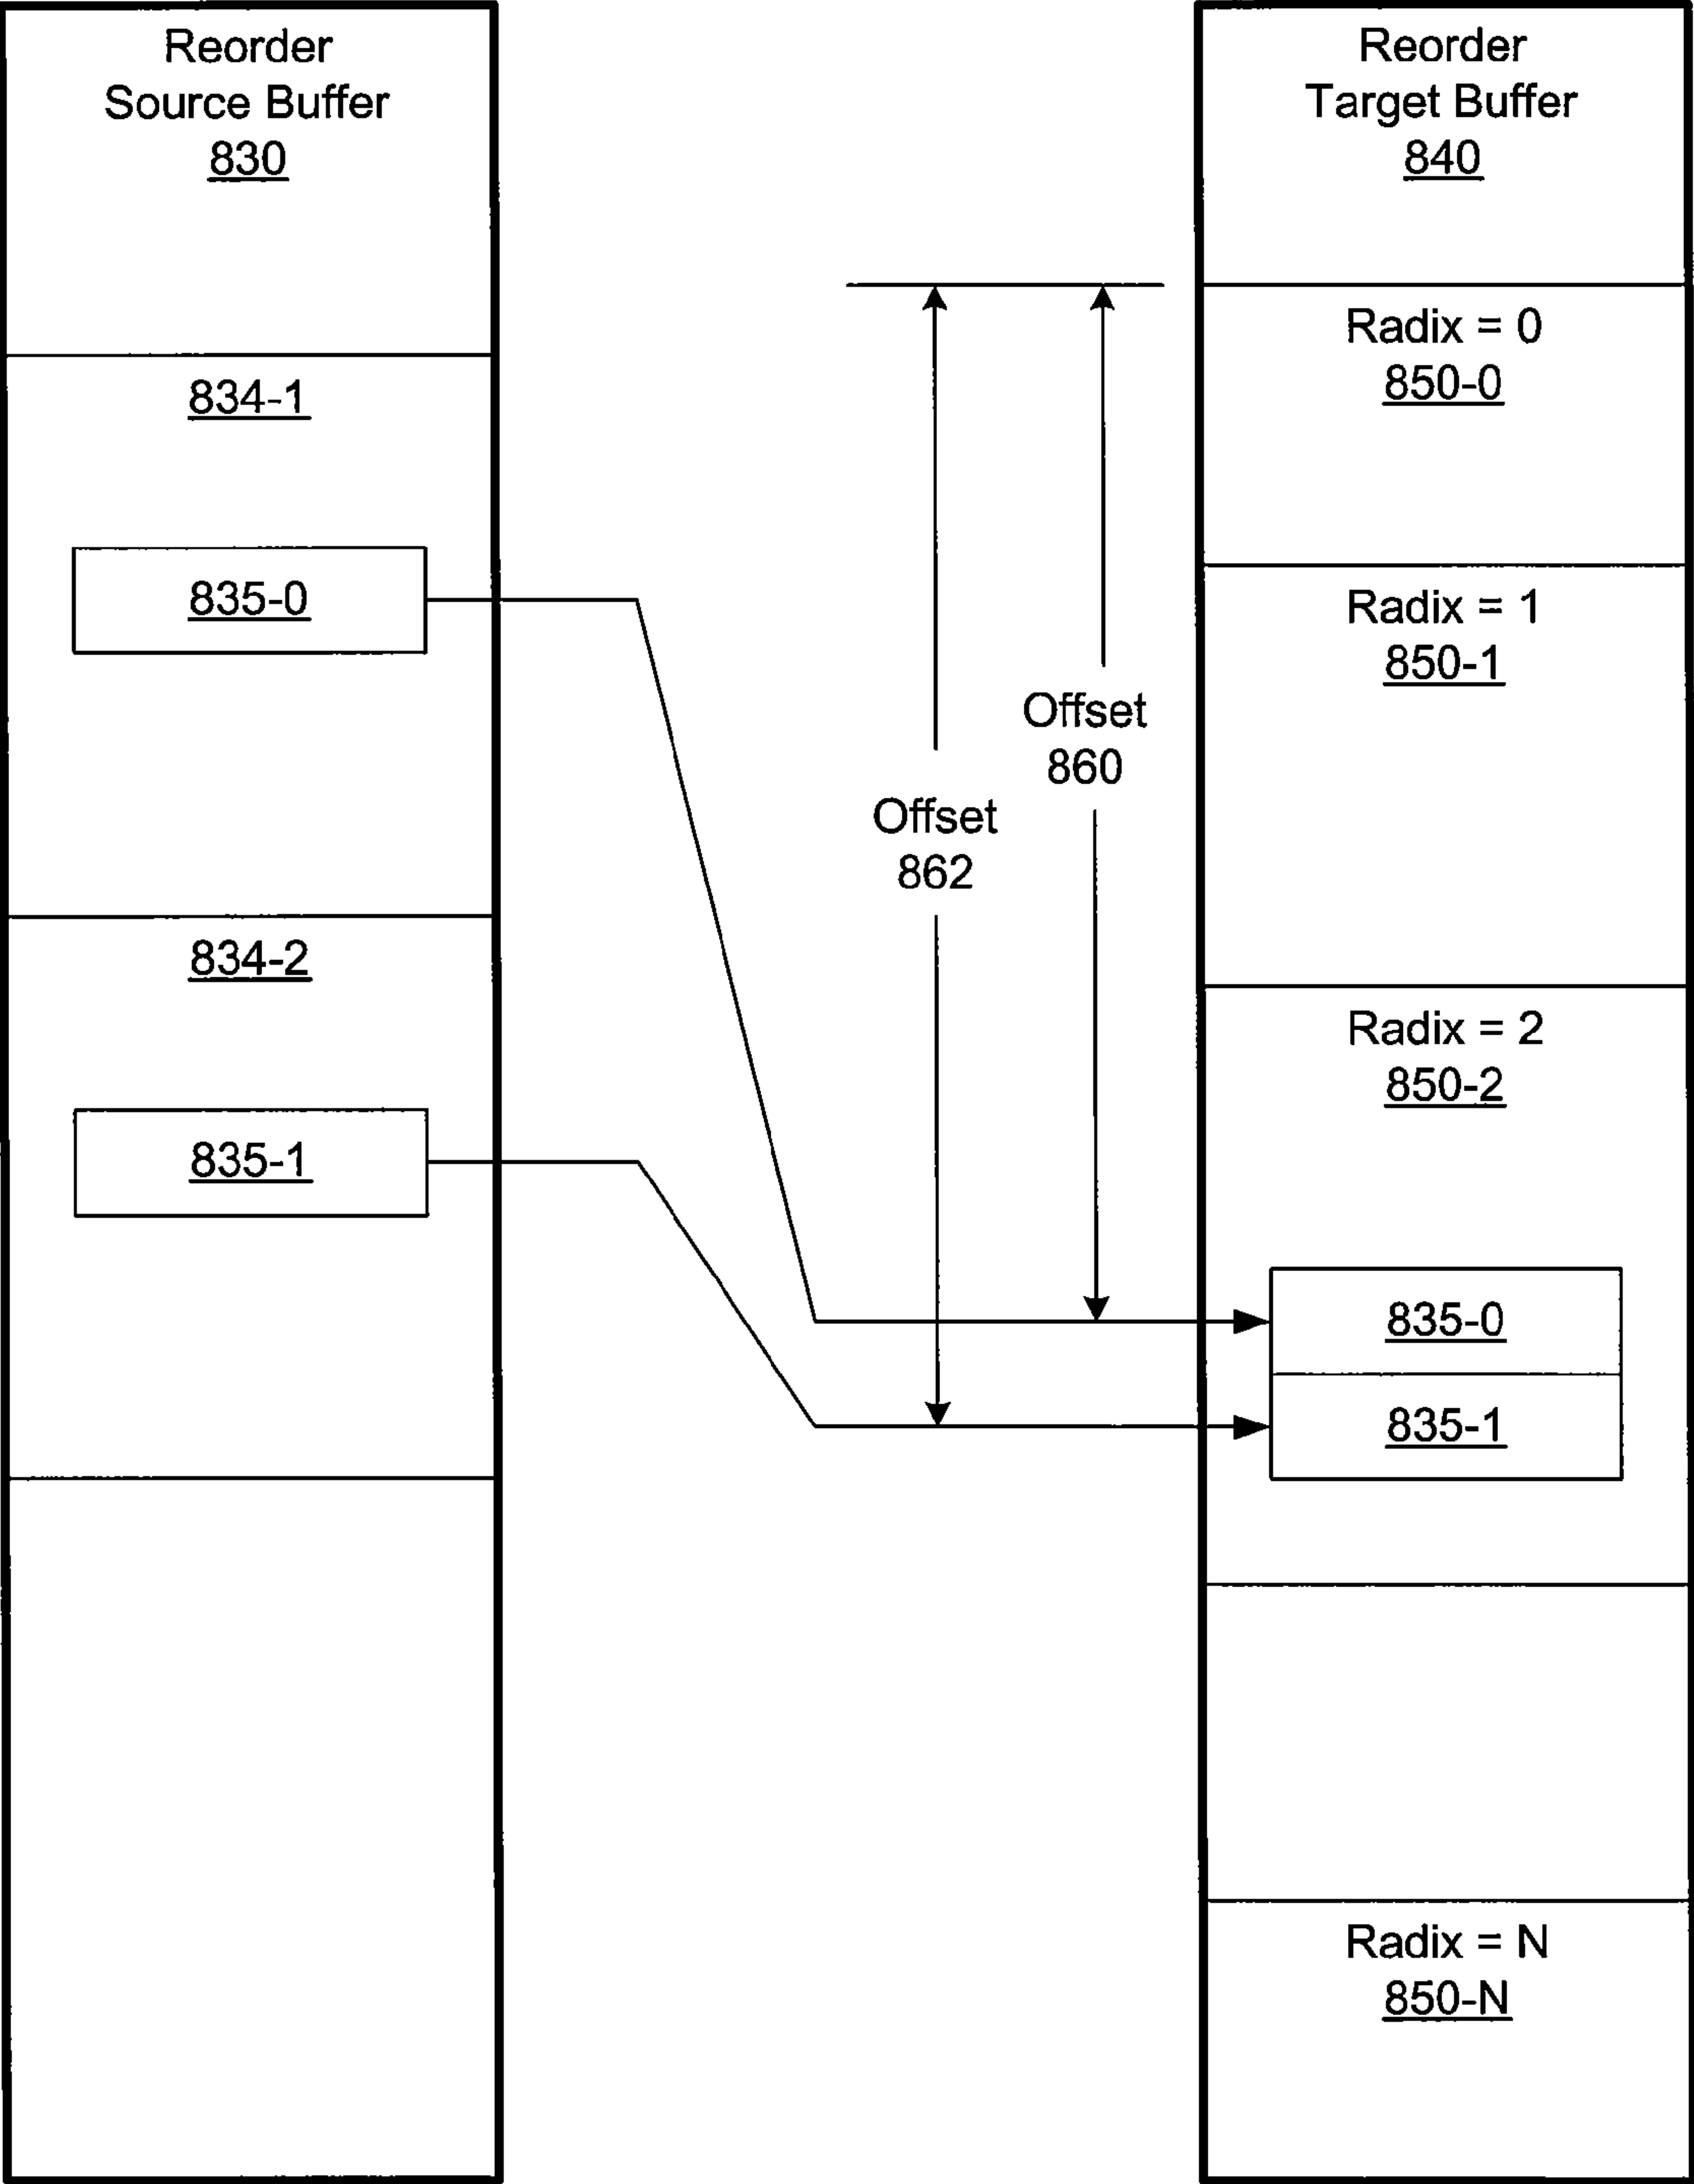 Reorder
Source Buffer
830
834-1
835-0
834-2
835-1
Offset
862
Offset
860
Reorder
Target Buffer
840
Radix = 0
850-0
Radix = 1
850-1
Radix = 2
850-2
835-0
835-1
Radix = N
850-N